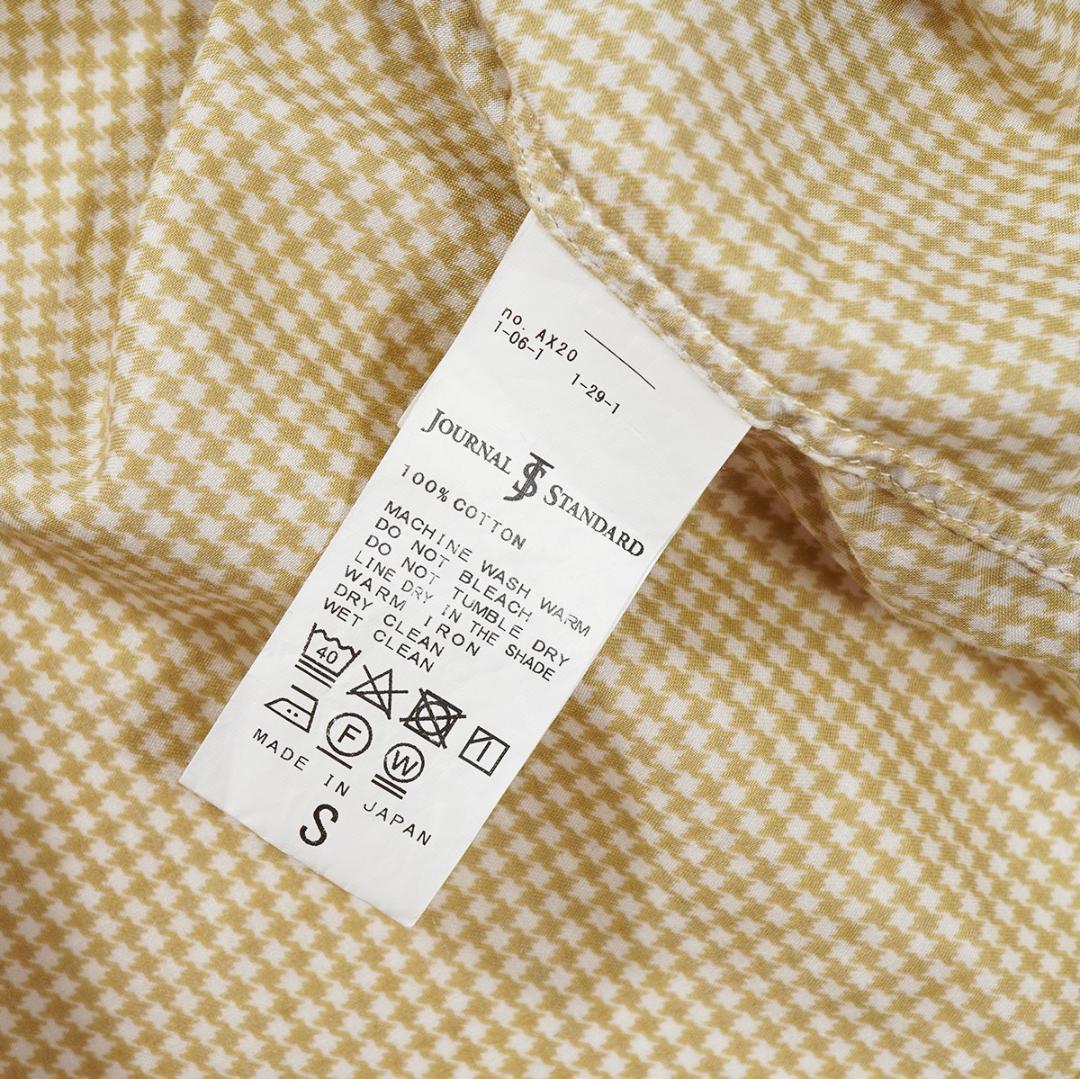 no. AX20
1-06-1 1-29-1
JOURNAL JS STANDARD
100% COTTON
MACHINE WASH WARM
DO NOT BLEACH
DO NOT TUMBLE DRY
LINE DRY IN THE SHADE
WARM IRON
DRY CLEAN
WET CLEAN
40
F W
MADE IN JAPAN
S